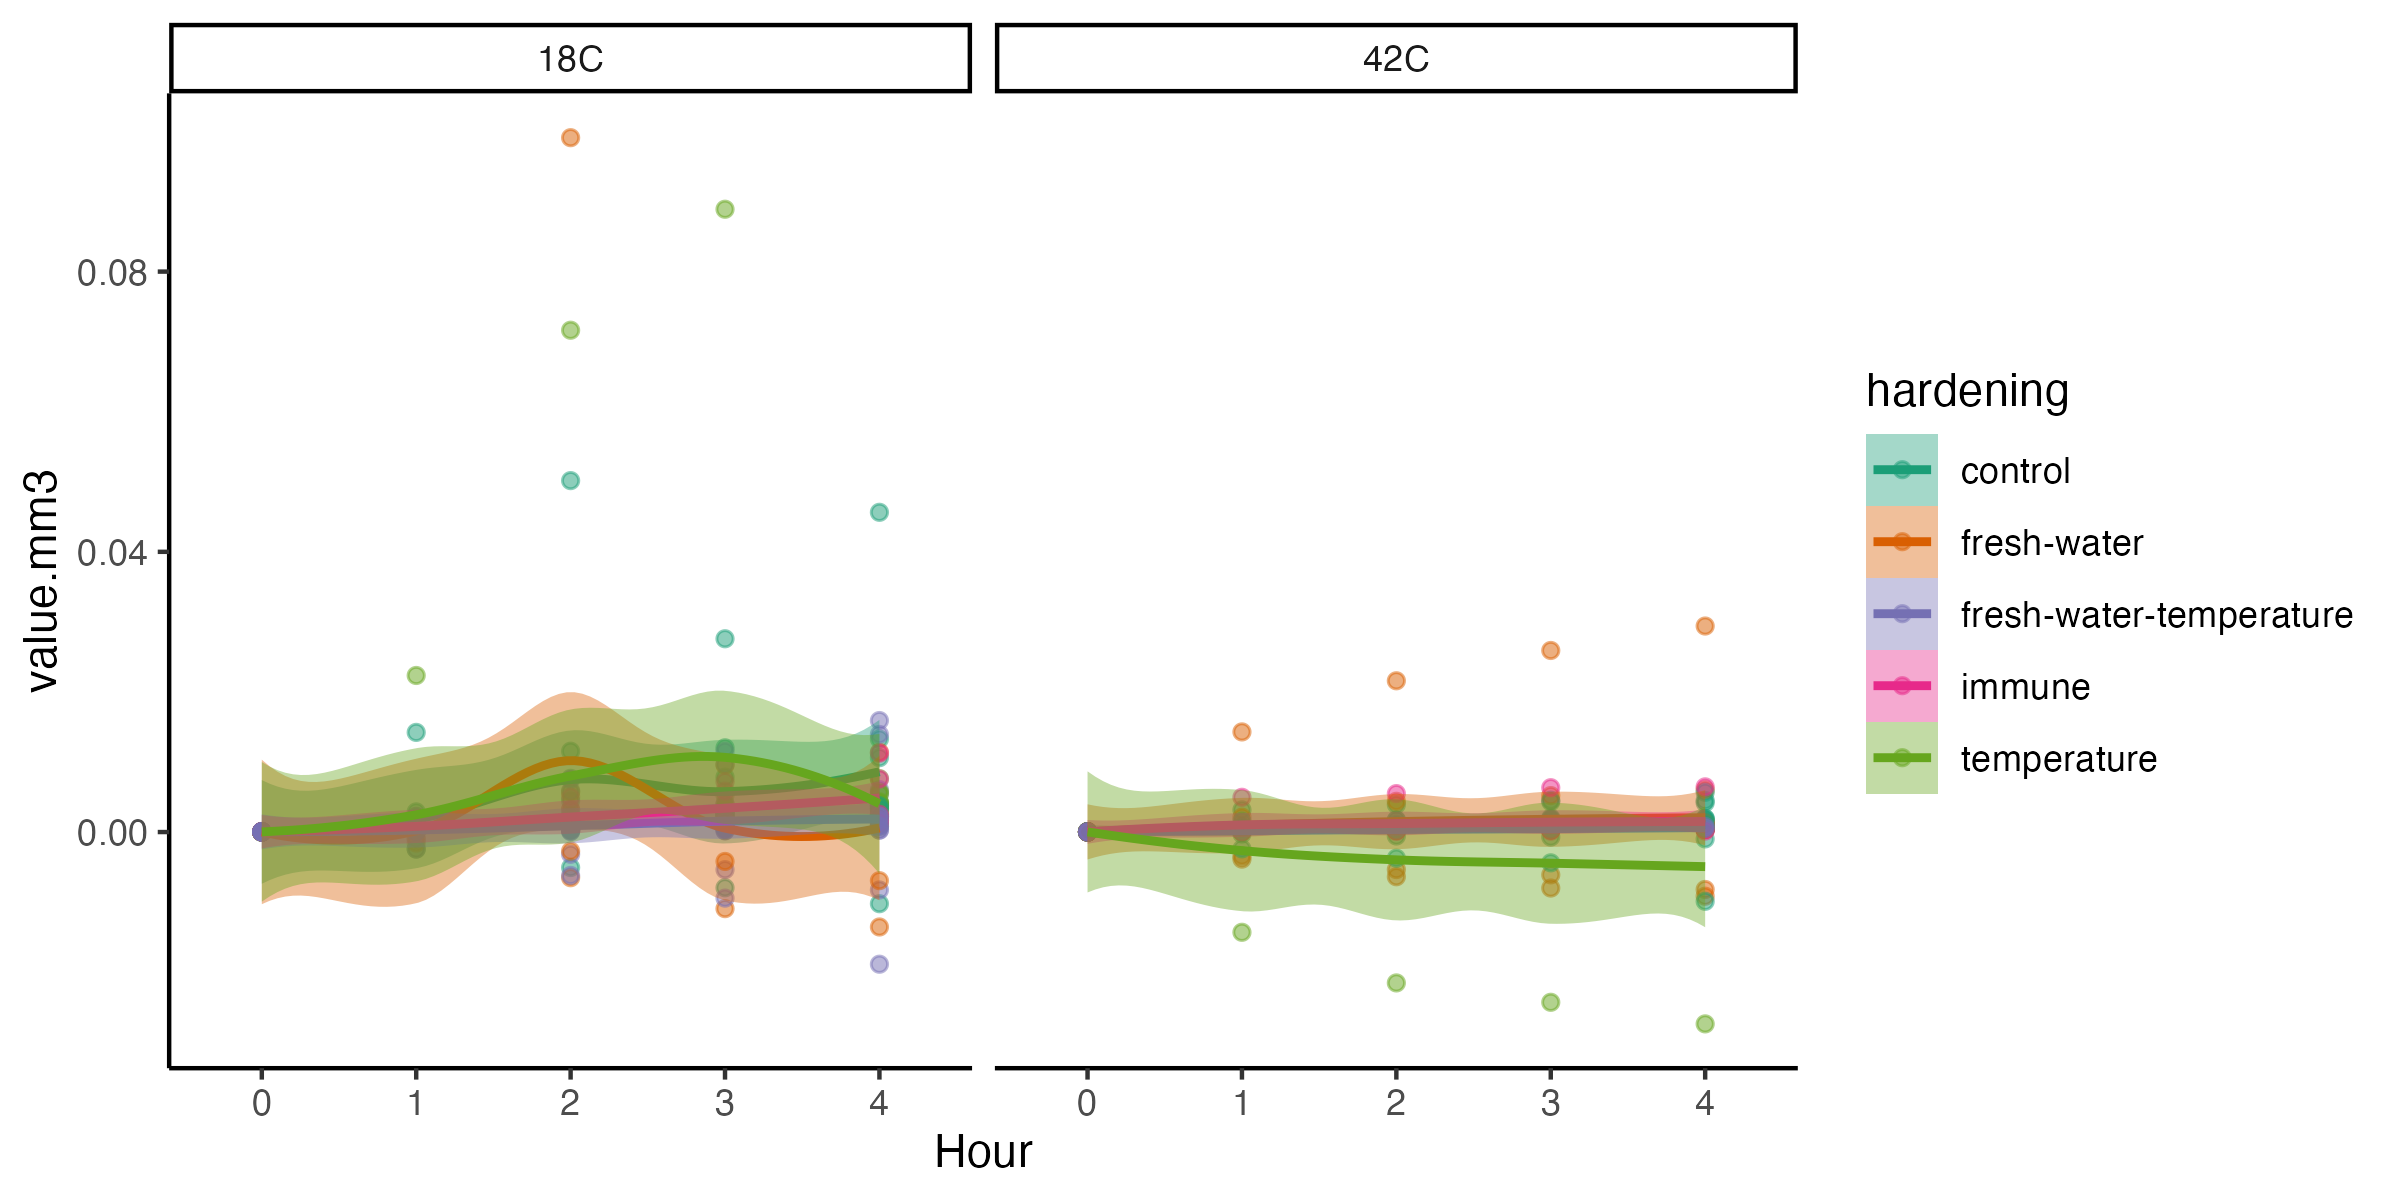 18C
42C
value.mm3
0.08
0.04
0.00
0 1 2 3 4
0 1 2 3 4
Hour
hardening
control
fresh-water
fresh-water-temperature
immune
temperature